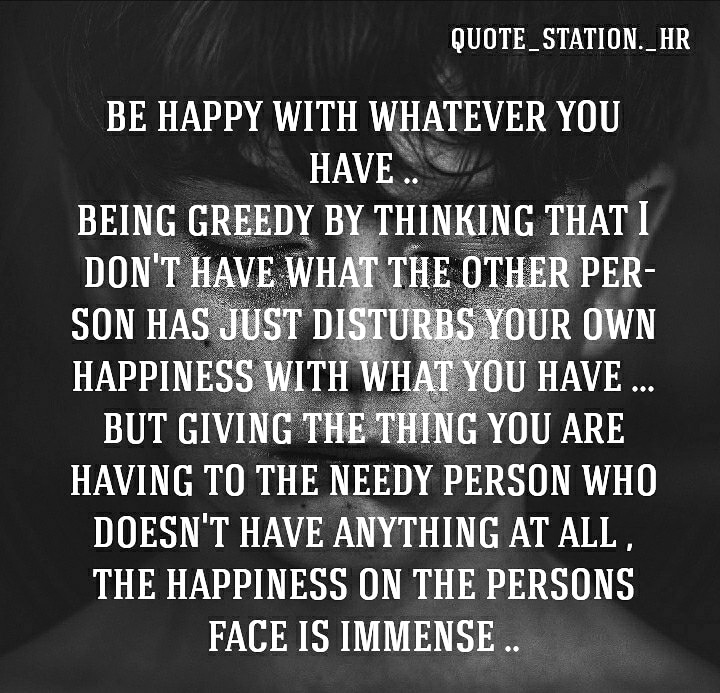 QUOTE_STATION._HR
BE HAPPY WITH WHATEVER YOU
HAVE ..
BEING GREEDY BY THINKING THAT I
DON'T HAVE WHAT THE OTHER PER-
SON HAS JUST DISTURBS YOUR OWN
HAPPINESS WITH WHAT YOU HAVE ...
BUT GIVING THE THING YOU ARE
HAVING TO THE NEEDY PERSON WHO
DOESN'T HAVE ANYTHING AT ALL ,
THE HAPPINESS ON THE PERSONS
FACE IS IMMENSE ..